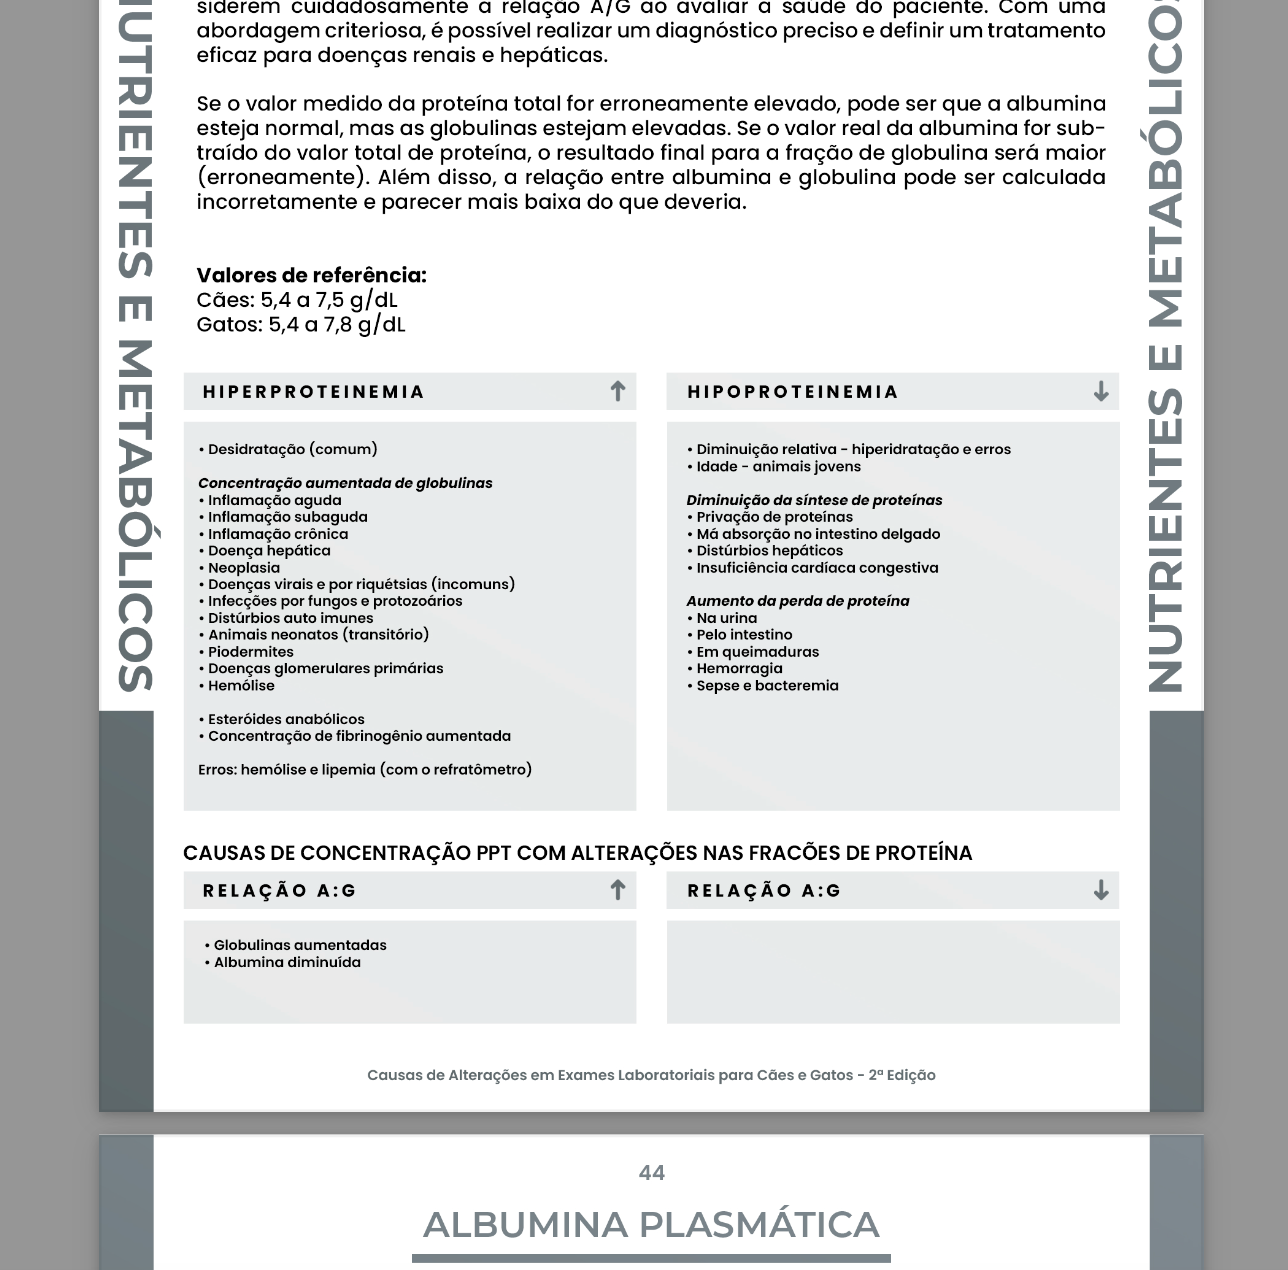 siderem cuidadosamente a relação A/G ao avaliar a saúde do paciente. Com uma
abordagem criteriosa, é possível realizar um diagnóstico preciso e definir um tratamento
eficaz para doenças renais e hepáticas.
Se o valor medido da proteína total for erroneamente elevado, pode ser que a albumina
esteja normal, mas as globulinas estejam elevadas. Se o valor real da albumina for sub-
traído do valor total de proteína, o resultado final para a fração de globulina será maior
(erroneamente). Além disso, a relação entre albumina e globulina pode ser calculada
incorretamente e parecer mais baixa do que deveria.
Valores de referência:
Cães: 5,4 a 7,5 g/dL
Gatos: 5,4 a 7,8 g/dL
NUTRIENTES E METABÓLICOS
NUTRIENTES E METABÓLICOS
HIPERPROTEINEMIA
• Desidratação (comum)
Concentração aumentada de globulinas
• Inflamação aguda
• Inflamação subaguda
• Inflamação crônica
• Doença hepática
• Neoplasia
• Doenças virais e por riquétsias (incomuns)
• Infecções por fungos e protozoários
• Distúrbios auto imunes
• Animais neonatos (transitório)
• Piodermites
• Doenças glomerulares primárias
• Hemólise
• Esteróides anabólicos
• Concentração de fibrinogênio aumentada
Erros: hemólise e lipemia (com o refratômetro)
HIPOPROTEINEMIA
• Diminuição relativa - hiperidratação e erros
• Idade - animais jovens
Diminuição da síntese de proteínas
• Privação de proteínas
• Má absorção no intestino delgado
• Distúrbios hepáticos
• Insuficiência cardíaca congestiva
Aumento da perda de proteína
• Na urina
• Pelo intestino
• Em queimaduras
• Hemorragia
• Sepse e bacteremia
CAUSAS DE CONCENTRAÇÃO PPT COM ALTERAÇÕES NAS FRACÕES DE PROTEÍNA
RELAÇÃO A:G
• Globulinas aumentadas
• Albumina diminuída
RELAÇÃO A:G
Causas de Alterações em Exames Laboratoriais para Cães e Gatos - 2ª Edição
44
ALBUMINA PLASMÁTICA